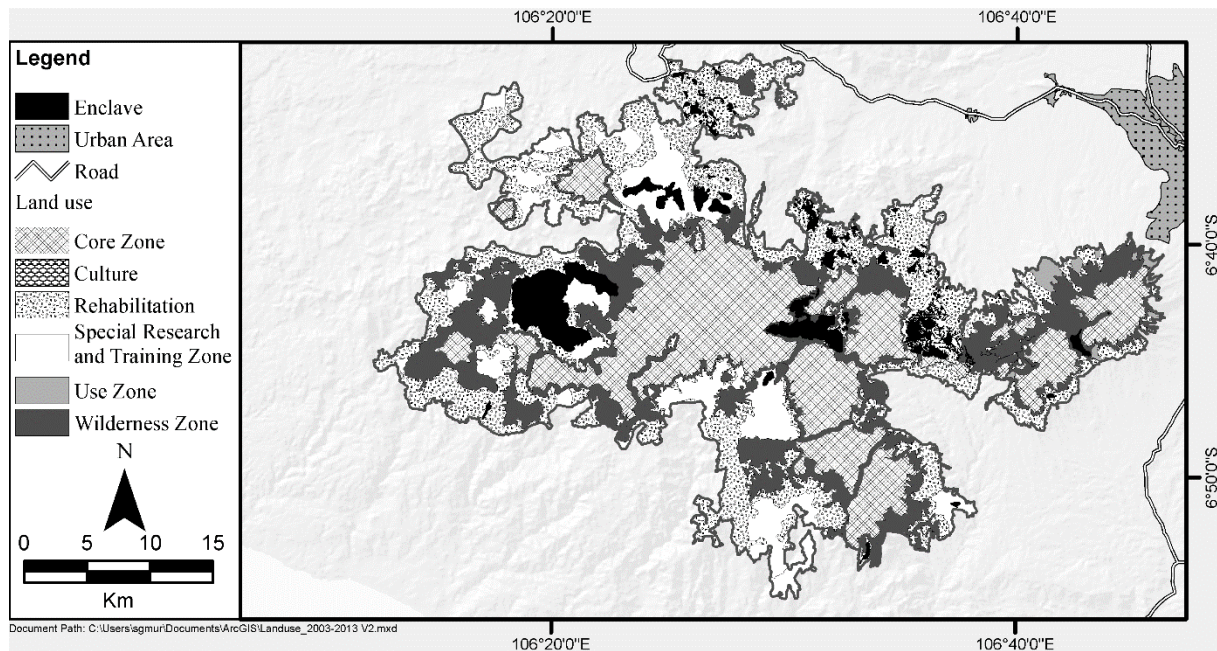 106°20'0"E 106°40'0"E
Legend
Enclave
Urban Area
Road
Land use
Core Zone
Culture
Rehabilitation
Special Research
and Training Zone
Use Zone
Wilderness Zone
N
0 5 10 15
Km
6°40'0"S
6°50'0"S
Document Path: C:\Users\sgmur\Documents\ArcGIS\Landuse_2003-2013 V2.mxd
106°20'0"E 106°40'0"E